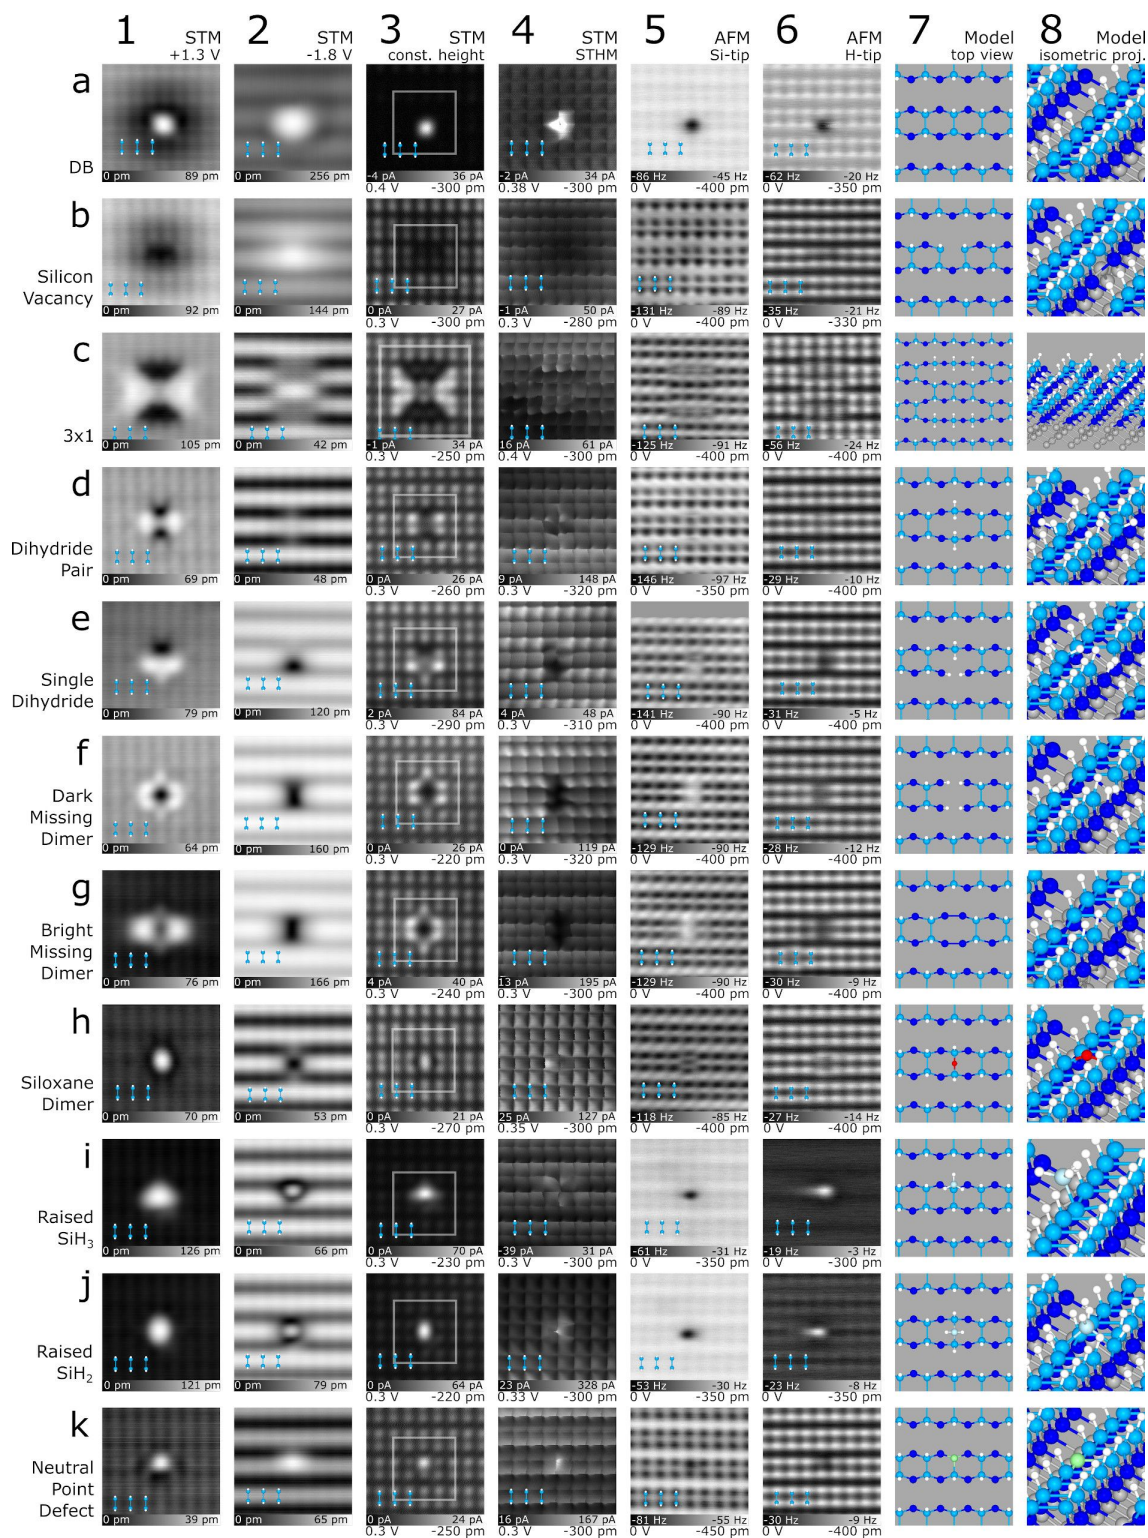 1 STM +1.3 V
2 STM -1.8 V
3 STM const. height
4 STM STHM
5 AFM Si-tip
6 AFM H-tip
7 Model top view
8 Model isometric proj.
a
DB
0 pm 89 pm
0 pm 256 pm
-4 pA 36 pA
0.4 V -300 pm
-2 pA 34 pA
0.38 V -300 pm
-86 Hz -45 Hz
0 V -400 pm
-62 Hz -20 Hz
0 V -350 pm
b
Silicon
Vacancy
0 pm 92 pm
0 pm 144 pm
0 pA 27 pA
0.3 V -300 pm
-1 pA 50 pA
0.3 V -280 pm
-131 Hz -89 Hz
0 V -400 pm
-35 Hz -21 Hz
0 V -330 pm
c
3x1
0 pm 105 pm
0 pm 42 pm
-1 pA 34 pA
0.3 V -250 pm
16 pA 61 pA
0.4 V -300 pm
-125 Hz -91 Hz
0 V -400 pm
-56 Hz -24 Hz
0 V -400 pm
d
Dihydride
Pair
0 pm 69 pm
0 pm 48 pm
0 pA 26 pA
0.3 V -260 pm
9 pA 148 pA
0.3 V -320 pm
-146 Hz -97 Hz
0 V -350 pm
-29 Hz -10 Hz
0 V -400 pm
e
Single
Dihydride
0 pm 79 pm
0 pm 120 pm
2 pA 84 pA
0.3 V -290 pm
4 pA 48 pA
0.3 V -310 pm
-141 Hz -90 Hz
0 V -400 pm
-31 Hz -5 Hz
0 V -400 pm
f
Dark
Missing
Dimer
0 pm 64 pm
0 pm 160 pm
0 pA 26 pA
0.3 V -220 pm
0 pA 119 pA
0.3 V -320 pm
-129 Hz -90 Hz
0 V -400 pm
-28 Hz -12 Hz
0 V -400 pm
g
Bright
Missing
Dimer
0 pm 76 pm
0 pm 166 pm
4 pA 40 pA
0.3 V -240 pm
13 pA 195 pA
0.3 V -300 pm
-129 Hz -90 Hz
0 V -400 pm
-30 Hz -9 Hz
0 V -400 pm
h
Siloxane
Dimer
0 pm 70 pm
0 pm 53 pm
0 pA 21 pA
0.3 V -270 pm
25 pA 127 pA
0.35 V -300 pm
-118 Hz -85 Hz
0 V -400 pm
-27 Hz -14 Hz
0 V -400 pm
i
Raised
SiH₃
0 pm 126 pm
0 pm 66 pm
0 pA 70 pA
0.3 V -230 pm
-39 pA 31 pA
0.3 V -300 pm
-61 Hz -31 Hz
0 V -350 pm
-19 Hz -3 Hz
0 V -350 pm
j
Raised
SiH₂
0 pm 121 pm
0 pm 79 pm
0 pA 64 pA
0.3 V -220 pm
23 pA 328 pA
0.33 V -300 pm
-53 Hz -30 Hz
0 V -350 pm
-23 Hz -8 Hz
0 V -350 pm
k
Neutral
Point
Defect
0 pm 39 pm
0 pm 65 pm
0 pA 24 pA
0.3 V -250 pm
16 pA 167 pA
0.3 V -300 pm
-81 Hz -55 Hz
0 V -450 pm
-30 Hz -9 Hz
0 V -400 pm